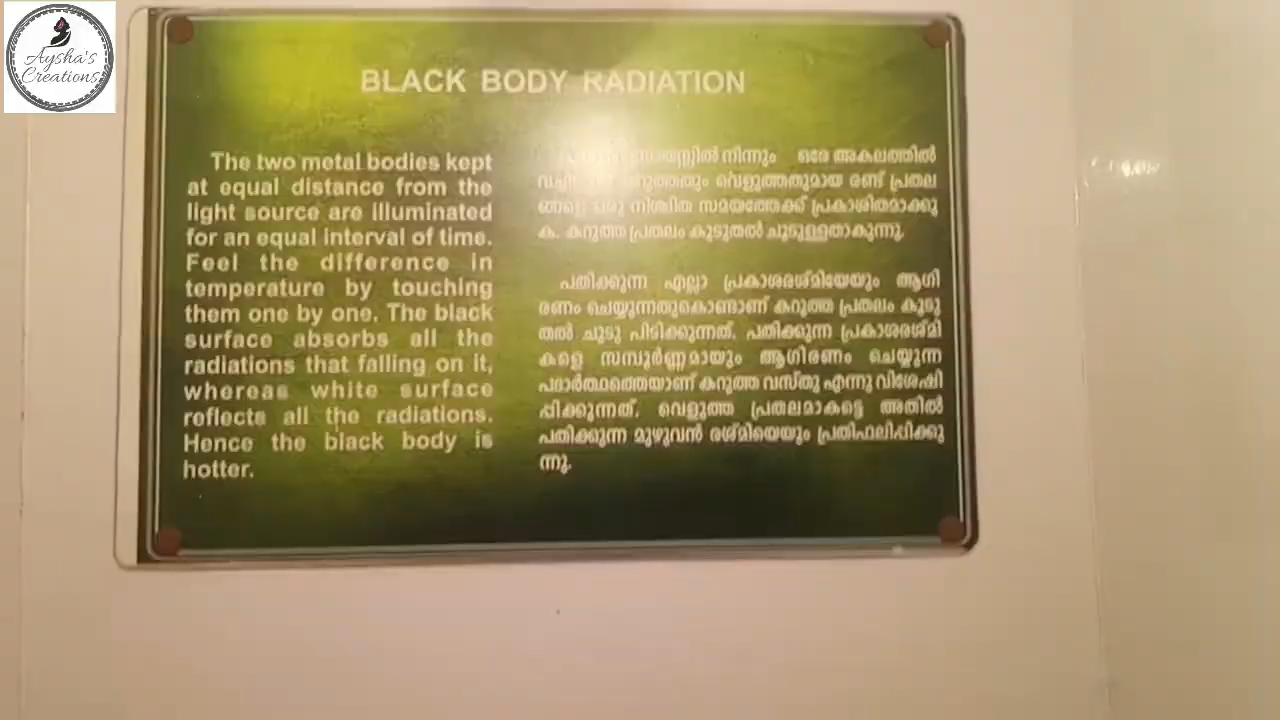 Aysha's
Creations
BLACK BODY RADIATION
The two metal bodies kept
at equal distance from the
light source are illuminated
for an equal interval of time.
Feel the difference in
temperature by touching
them one by one. The black
surface absorbs all the
radiations that falling on it,
whereas white surface
reflects all the radiations.
Hence the black body is
hotter.
നിന്നും ഒരേ അകലത്തിൽ
വെളുത്തതുമായ രണ്ട് പ്രതല
ങ്ങളെ ഒരു നിശ്ചിത സമയത്തേക്ക് പ്രകാശിതമാക്കു
ക. കറുത്ത പ്രതലം കൂടുതൽ ചൂടുള്ളതാകുന്നു.
പതിക്കുന്ന എല്ലാ പ്രകാശരശ്മിയേയും ആഗി
രണം ചെയ്യുന്നതുകൊണ്ടാണ് കറുത്ത പ്രതലം കൂടു
തൽ ചൂടു പിടിക്കുന്നത്. പതിക്കുന്ന പ്രകാശരശ്മി
കളെ സമ്പൂർണ്ണമായും ആഗിരണം ചെയ്യുന്ന
പദാർത്ഥത്തെയാണ് കറുത്ത വസ്തു എന്നു വിശേഷി
പ്പിക്കുന്നത്. വെളുത്ത പ്രതലമാകട്ടെ അതിൽ
പതിക്കുന്ന മുഴുവൻ രശ്മിയെയും പ്രതിഫലിപ്പിക്കു
ന്നു.